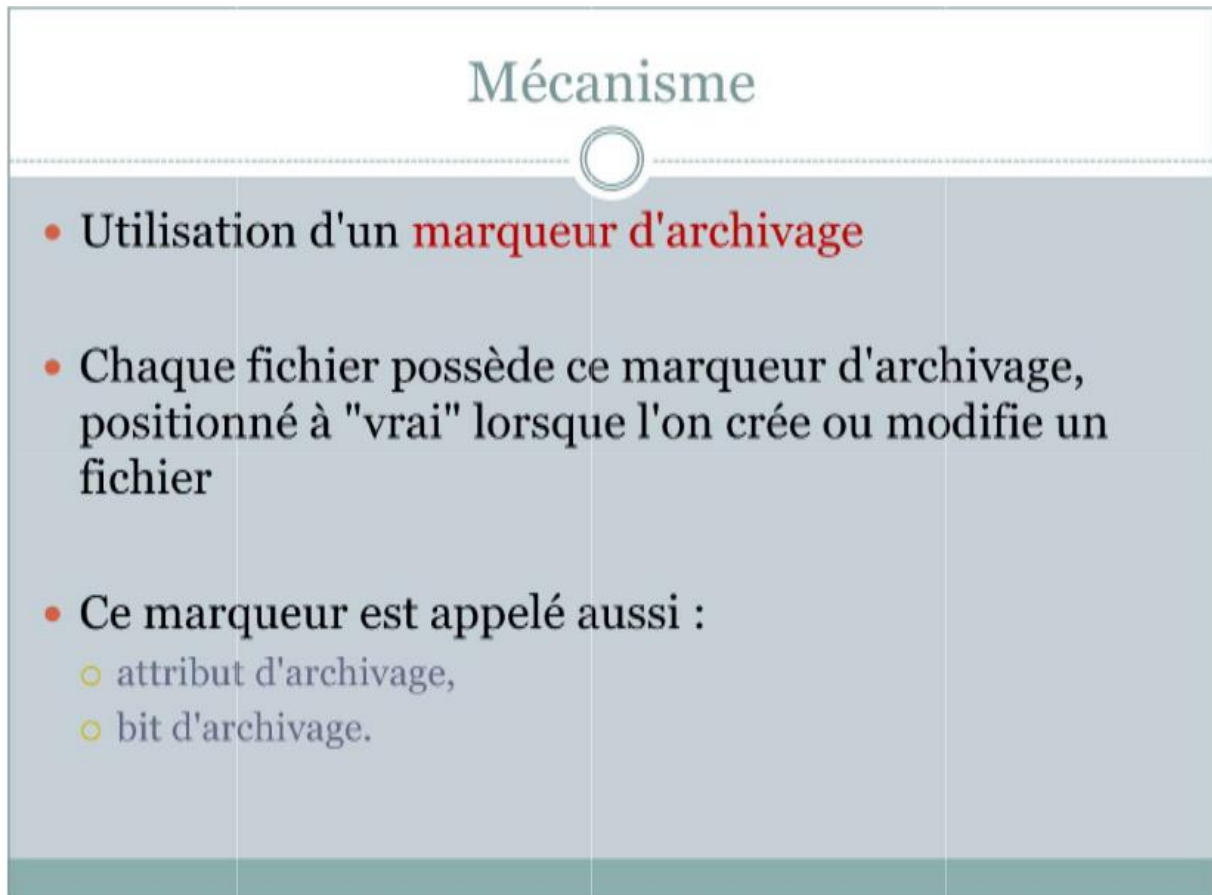 Mécanisme
• Utilisation d'un marqueur d'archivage
• Chaque fichier possède ce marqueur d'archivage,
positionné à "vrai" lorsque l'on crée ou modifie un
fichier
• Ce marqueur est appelé aussi :
○ attribut d'archivage,
○ bit d'archivage.